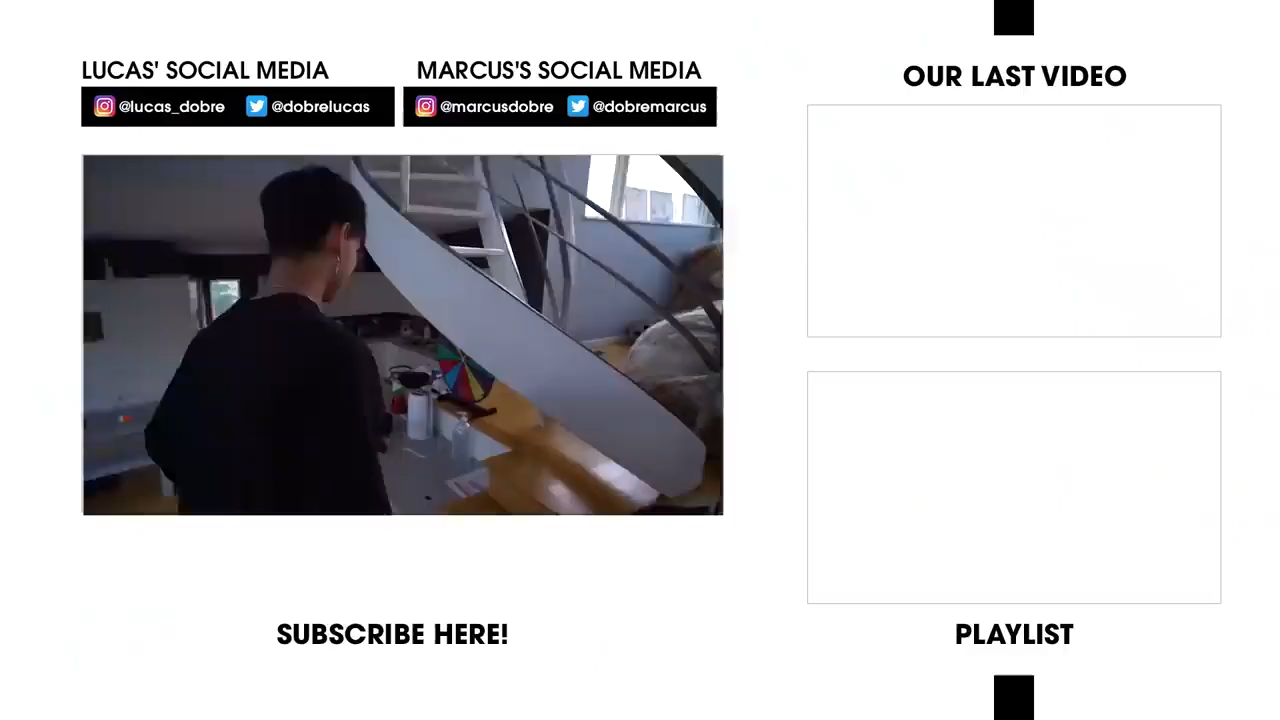 LUCAS' SOCIAL MEDIA
@lucas_dobre @dobrelucas
MARCUS'S SOCIAL MEDIA
@marcusdobre @dobremarcus
OUR LAST VIDEO
SUBSCRIBE HERE!
PLAYLIST